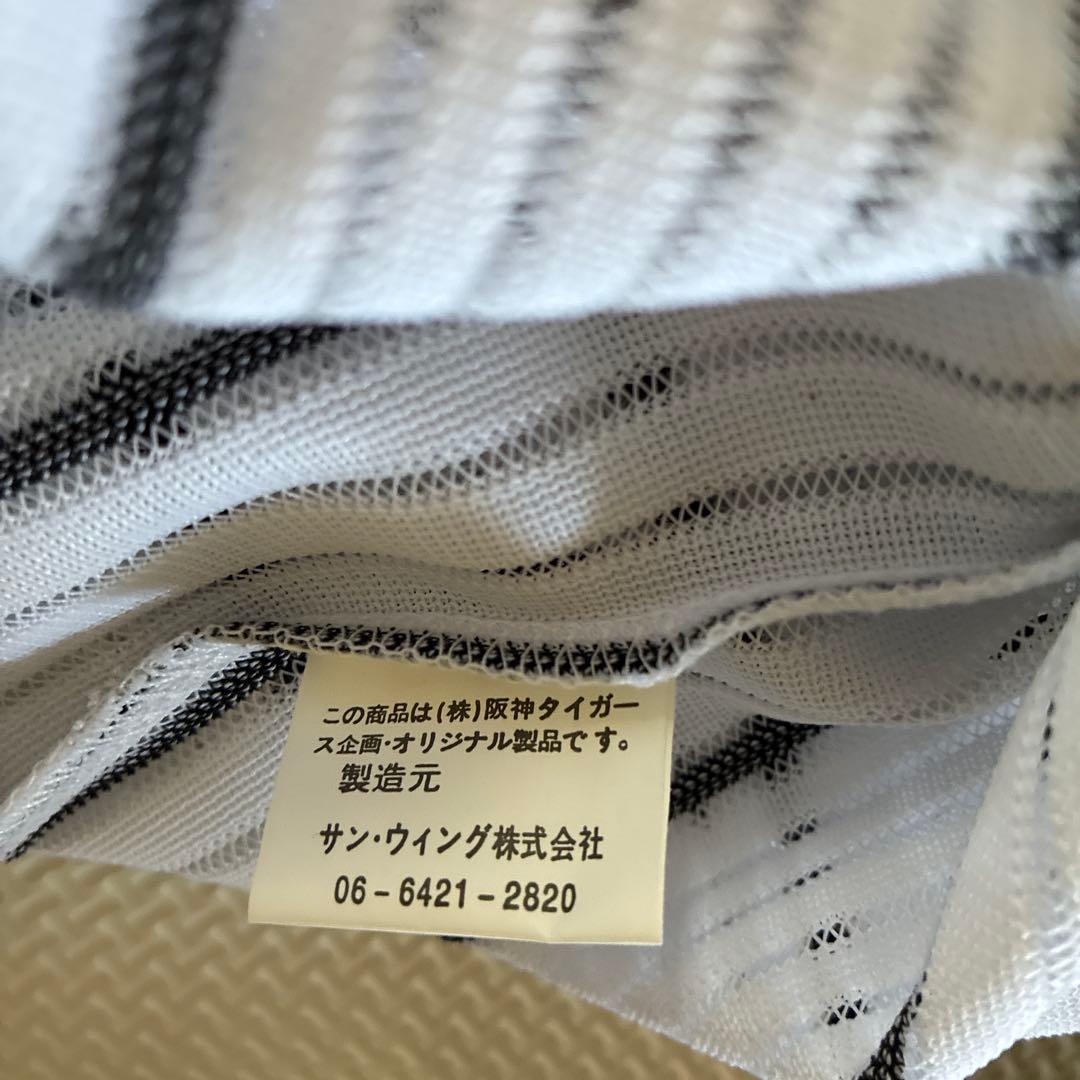 この商品は(株)阪神タイガー
ス企画・オリジナル製品です。
製造元
サン・ウィング株式会社
06－6421－2820